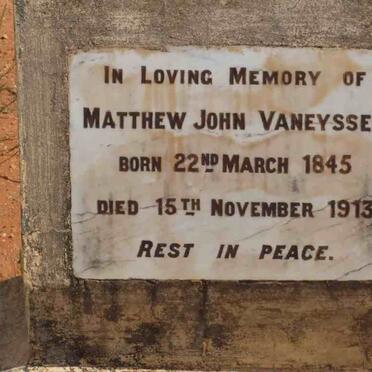 IN LOVING MEMORY OF
MATTHEW JOHN VANEYSSE
BORN 22ND MARCH 1845
DIED 15TH NOVEMBER 1913
REST IN PEACE.